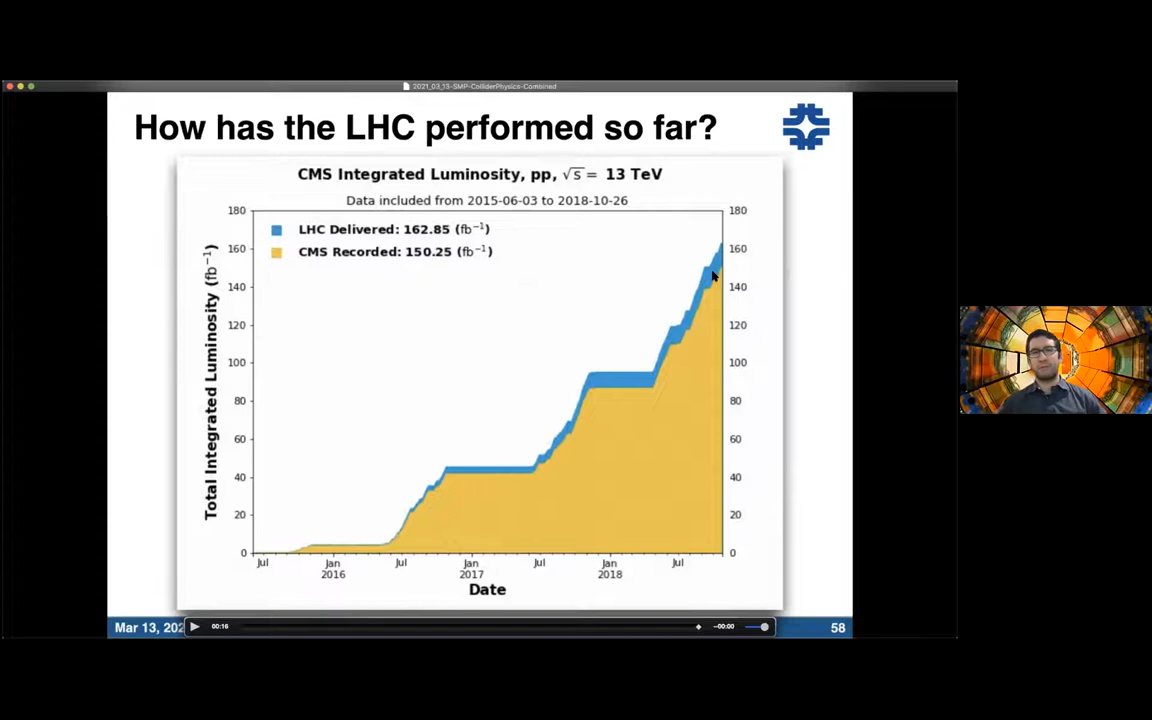 2021_03_13-SMP-ColliderPhysics-Combined
How has the LHC performed so far?
CMS Integrated Luminosity, pp, √s = 13 TeV
Data included from 2015-06-03 to 2018-10-26
LHC Delivered: 162.85 (fb⁻¹)
CMS Recorded: 150.25 (fb⁻¹)
Total Integrated Luminosity (fb⁻¹)
180 180
160 160
140 140
120 120
100 100
80 80
60 60
40 40
20 20
0 0
Jul Jan Jul Jan Jul Jan Jul
2016 2017 2018
Date
Mar 13, 202
00:16
-00:00
58